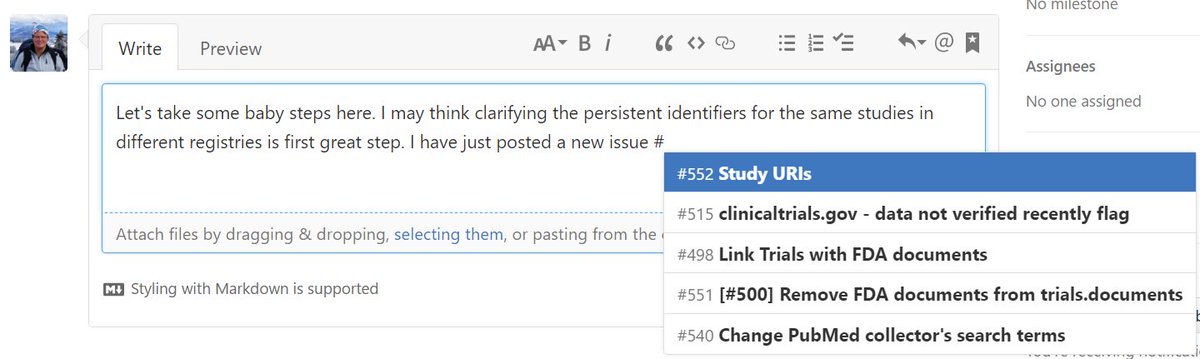 No milestone
Write Preview
AA B i
Assignees
No one assigned
Let's take some baby steps here. I may think clarifying the persistent identifiers for the same studies in
different registries is first great step. I have just posted a new issue #
#552 Study URIs
#515 clinicaltrials.gov - data not verified recently flag
Attach files by dragging & dropping, selecting them, or pasting from the
#498 Link Trials with FDA documents
Styling with Markdown is supported
#551 [#500] Remove FDA documents from trials.documents
#540 Change PubMed collector's search terms
You're receiving